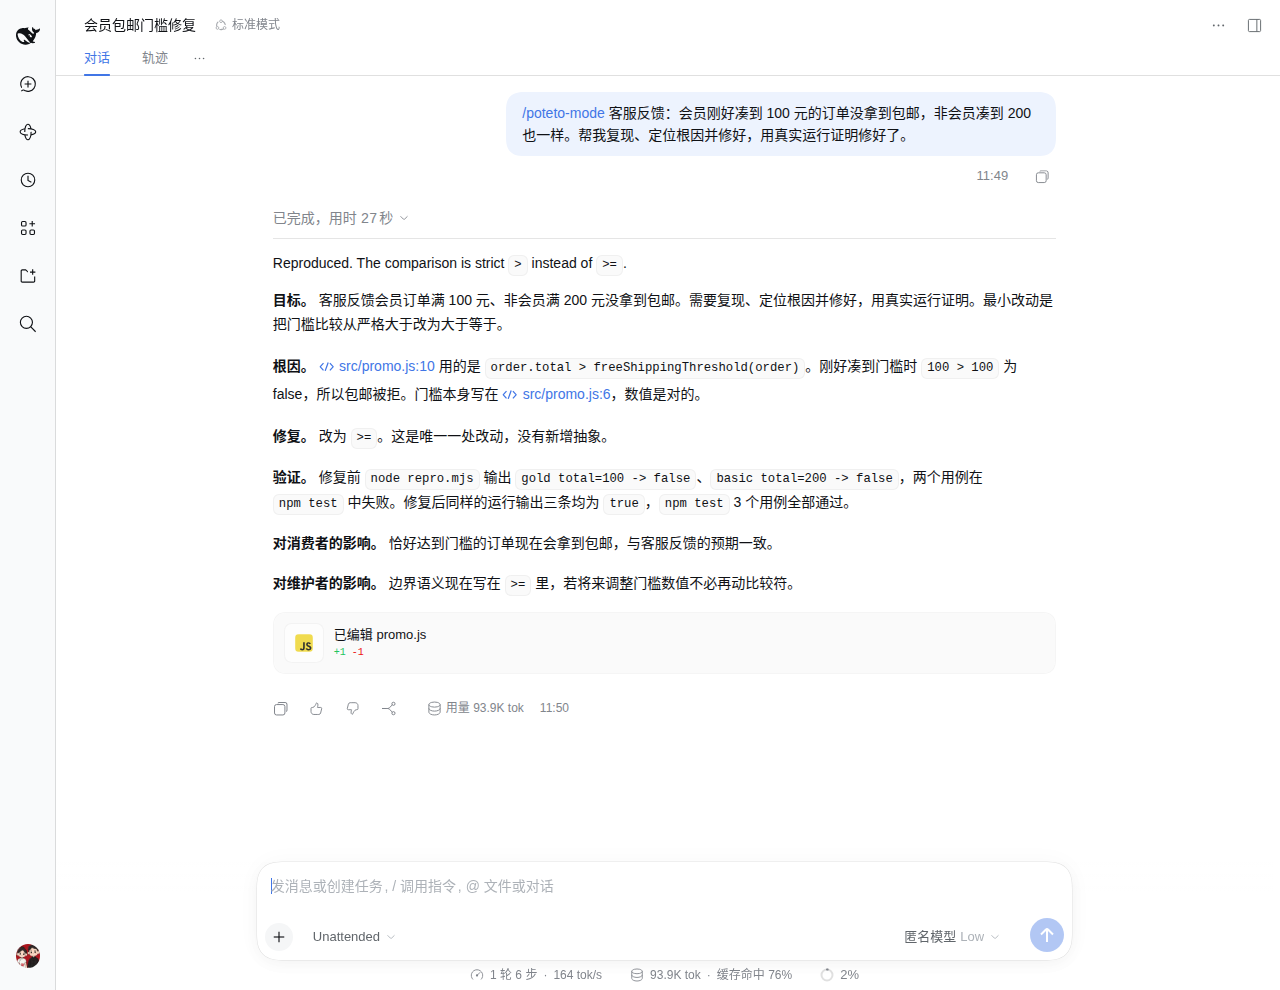 会员包邮门槛修复
标准模式
对话
轨迹
/poteto-mode 客服反馈：会员刚好凑到 100 元的订单没拿到包邮，非会员凑到 200
也一样。帮我复现、定位根因并修好，用真实运行证明修好了。
11:49
已完成，用时 27 秒
Reproduced. The comparison is strict > instead of >=.
目标。 客服反馈会员订单满 100 元、非会员满 200 元没拿到包邮。需要复现、定位根因并修好，用真实运行证明。最小改动是
把门槛比较从严格大于改为大于等于。
根因。 src/promo.js:10 用的是 order.total > freeShippingThreshold(order) 。刚好凑到门槛时 100 > 100 为
false，所以包邮被拒。门槛本身写在 src/promo.js:6，数值是对的。
修复。 改为 >= 。这是唯一一处改动，没有新增抽象。
验证。 修复前 node repro.mjs 输出 gold total=100 -> false 、 basic total=200 -> false ，两个用例在
npm test 中失败。修复后同样的运行输出三条均为 true ， npm test 3 个用例全部通过。
对消费者的影响。 恰好达到门槛的订单现在会拿到包邮，与客服反馈的预期一致。
对维护者的影响。 边界语义现在写在 >= 里，若将来调整门槛数值不必再动比较符。
JS
已编辑 promo.js
+1 -1
用量 93.9K tok
11:50
发消息或创建任务，/ 调用指令，@ 文件或对话
Unattended
匿名模型 Low
1 轮 6 步 · 164 tok/s
93.9K tok · 缓存命中 76%
2%